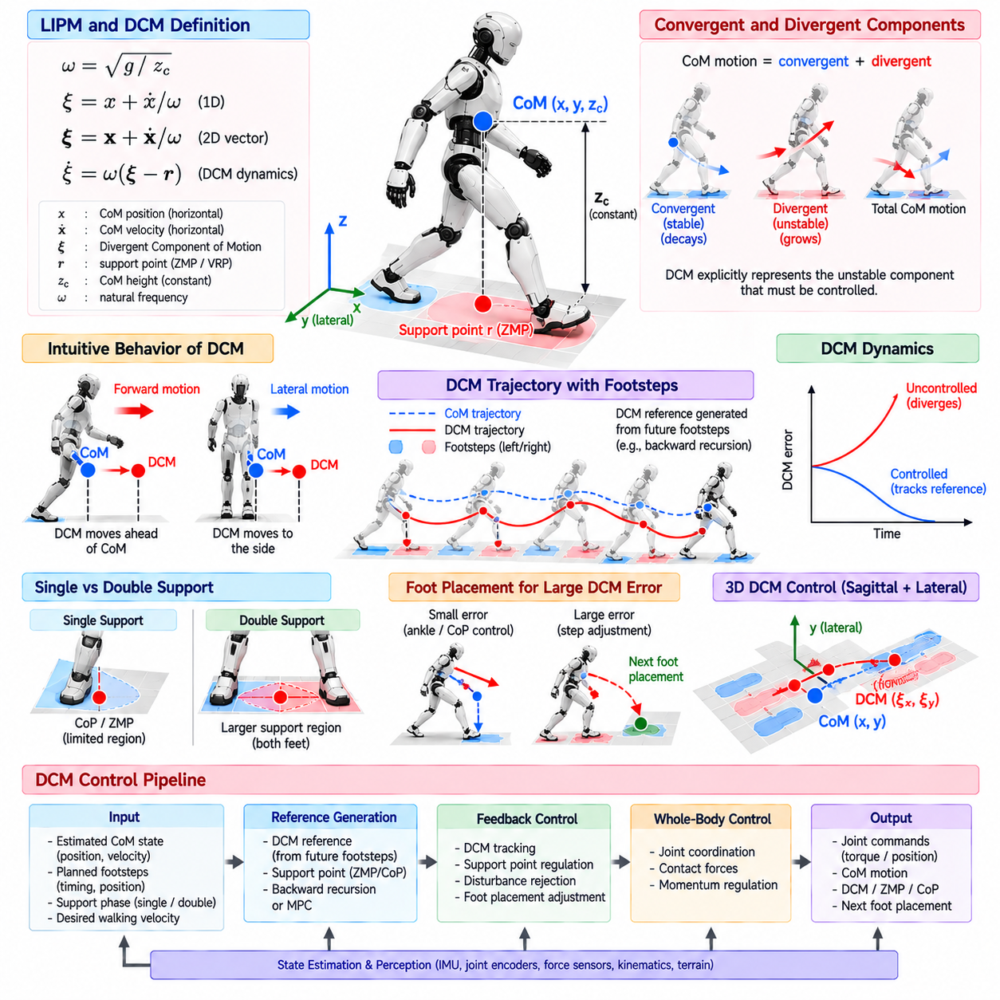 LIPM and DCM Definition
ω = √g / z_c
ξ = x + ẋ/ω (1D)
ξ = x + ẋ/ω (2D vector)
ξ̇ = ω(ξ − r) (DCM dynamics)
x : CoM position (horizontal)
ẋ : CoM velocity (horizontal)
ξ : Divergent Component of Motion
r : support point (ZMP / VRP)
z_c : CoM height (constant)
ω : natural frequency
CoM (x, y, z_c)
z_c
(constant)
z
x
y (lateral)
Support point r (ZMP)
Convergent and Divergent Components
CoM motion = convergent + divergent
Convergent
(stable)
(decays)
Divergent
(unstable)
(grows)
Total CoM motion
DCM explicitly represents the unstable component
that must be controlled.
Intuitive Behavior of DCM
Forward motion
CoM
DCM
DCM moves ahead
of CoM
Lateral motion
CoM
DCM
DCM moves to
the side
DCM Trajectory with Footsteps
CoM trajectory
DCM trajectory
Footsteps (left/right)
DCM reference generated
from future footsteps
(e.g., backward recursion)
DCM Dynamics
DCM error
Uncontrolled
(diverges)
Controlled
(tracks reference)
Time
Single vs Double Support
Single Support
CoP / ZMP
(limited region)
Double Support
Larger support region
(both feet)
Foot Placement for Large DCM Error
Small error
(ankle / CoP control)
Large error
(step adjustment)
Next foot
placement
3D DCM Control (Sagittal + Lateral)
y (lateral)
DCM (ξx, ξy)
CoM (x, y)
DCM Control Pipeline
Input
- Estimated CoM state
(position, velocity)
- Planned footsteps
(timing, position)
- Support phase (single / double)
- Desired walking velocity
Reference Generation
- DCM reference
(from future footsteps)
- Support point (ZMP/CoP)
- Backward recursion
or MPC
Feedback Control
- DCM tracking
- Support point regulation
- Disturbance rejection
- Foot placement adjustment
Whole-Body Control
- Joint coordination
- Contact forces
- Momentum regulation
Output
- Joint commands
(torque / position)
- CoM motion
- DCM / ZMP / CoP
- Next foot placement
State Estimation & Perception (IMU, joint encoders, force sensors, kinematics, terrain)